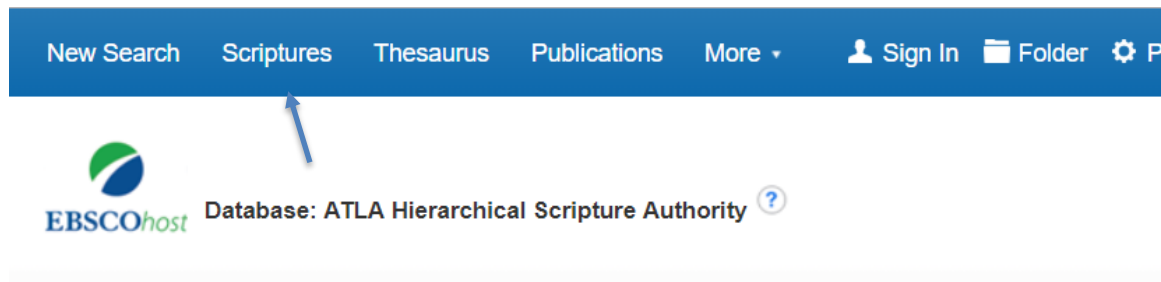 New Search Scriptures Thesaurus Publications More Sign In Folder P
EBSCOhost Database: ATLA Hierarchical Scripture Authority ?